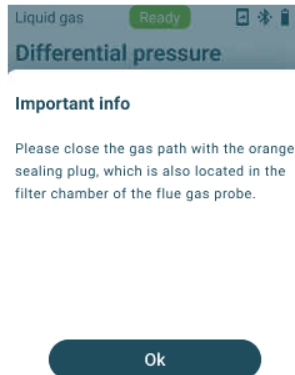 Liquid gas Ready
Differential pressure
Important info
Please close the gas path with the orange
sealing plug, which is also located in the
filter chamber of the flue gas probe.
Ok